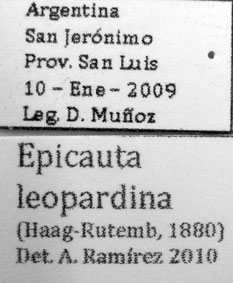 Argentina
San Jerónimo
Prov. San Luis
10 - Ene - 2009
Leg. D. Muñoz
Epicauta
leopardina
(Haag-Rutemb, 1880)
Det. A. Ramírez 2010